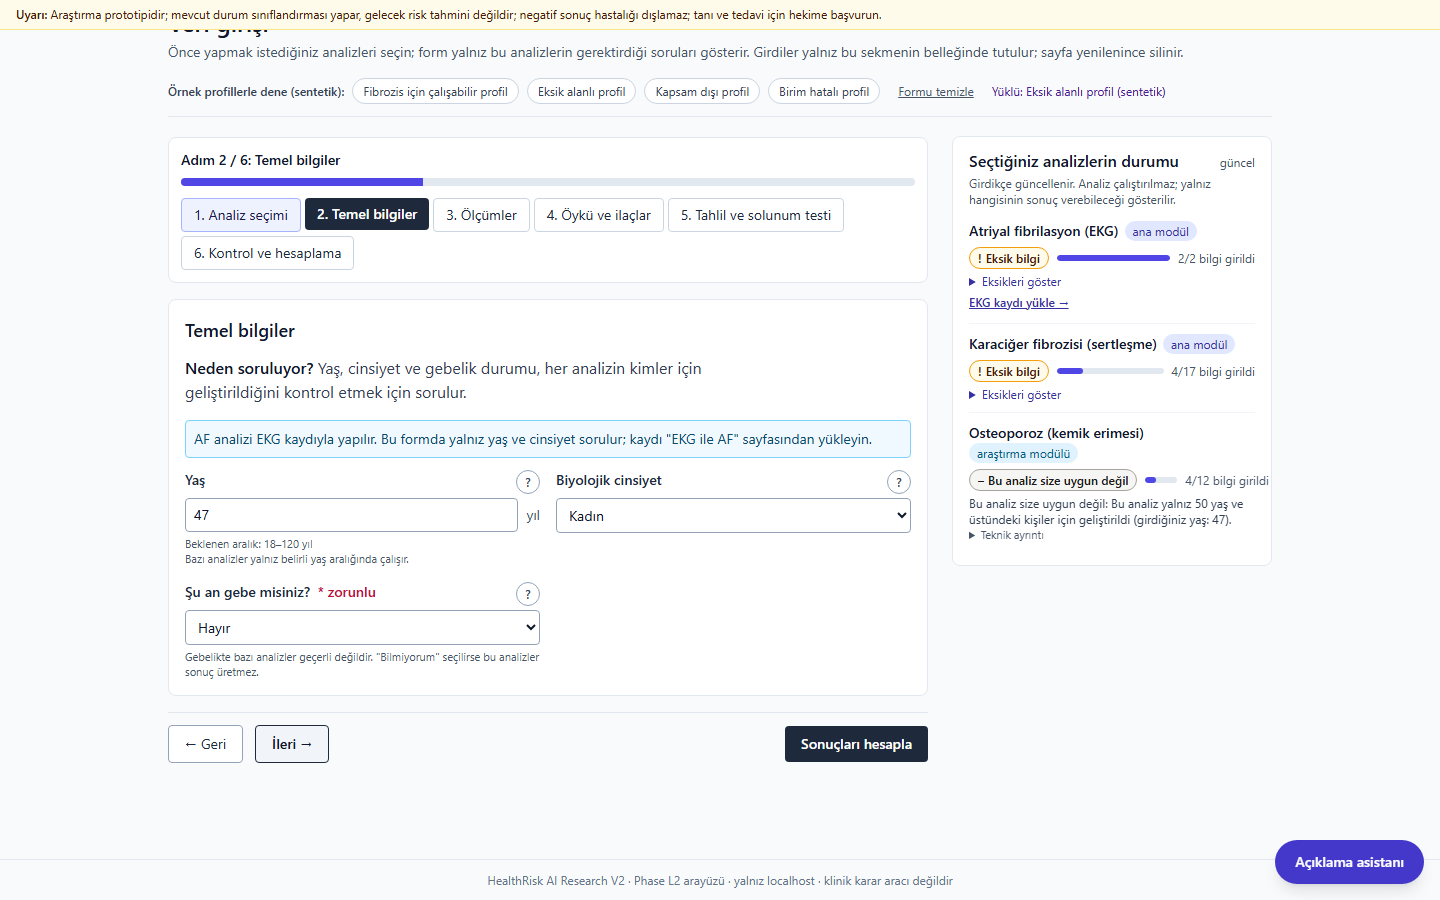 Uyarı: Araştırma prototipidir; mevcut durum sınıflandırması yapar, gelecek risk tahmini değildir; negatif sonuç hastalığı dışlamaz; tanı ve tedavi için hekime başvurun.
Veri girişi
Önce yapmak istediğiniz analizleri seçin; form yalnız bu analizlerin gerektirdiği soruları gösterir. Girdiler yalnız bu sekmenin belleğinde tutulur; sayfa yenilenince silinir.
Örnek profillerle dene (sentetik): Fibrozis için çalışabilir profil Eksik alanlı profil Kapsam dışı profil Birim hatalı profil Formu temizle Yüklü: Eksik alanlı profil (sentetik)
Adım 2 / 6: Temel bilgiler
1. Analiz seçimi 2. Temel bilgiler 3. Ölçümler 4. Öykü ve ilaçlar 5. Tahlil ve solunum testi
6. Kontrol ve hesaplama
Temel bilgiler
Neden soruluyor? Yaş, cinsiyet ve gebelik durumu, her analizin kimler için
geliştirildiğini kontrol etmek için sorulur.
AF analizi EKG kaydıyla yapılır. Bu formda yalnız yaş ve cinsiyet sorulur; kaydı "EKG ile AF" sayfasından yükleyin.
Yaş ? Biyolojik cinsiyet ?
47 yıl Kadın
Beklenen aralık: 18–120 yıl
Bazı analizler yalnız belirli yaş aralığında çalışır.
Şu an gebe misiniz? * zorunlu ?
Hayır
Gebelikte bazı analizler geçerli değildir. "Bilmiyorum" seçilirse bu analizler
sonuç üretmez.
← Geri İleri → Sonuçları hesapla
Seçtiğiniz analizlerin durumu güncel
Girdikçe güncellenir. Analiz çalıştırılmaz; yalnız
hangisinin sonuç verebileceği gösterilir.
Atriyal fibrilasyon (EKG) ana modül
! Eksik bilgi 2/2 bilgi girildi
▶ Eksikleri göster
EKG kaydı yükle →
Karaciğer fibrozisi (sertleşme) ana modül
! Eksik bilgi 4/17 bilgi girildi
▶ Eksikleri göster
Osteoporoz (kemik erimesi)
araştırma modülü
– Bu analiz size uygun değil 4/12 bilgi girildi
Bu analiz size uygun değil: Bu analiz yalnız 50 yaş ve
üstündeki kişiler için geliştirildi (girdiğiniz yaş: 47).
▶ Teknik ayrıntı
Açıklama asistanı
HealthRisk AI Research V2 · Phase L2 arayüzü · yalnız localhost · klinik karar aracı değildir